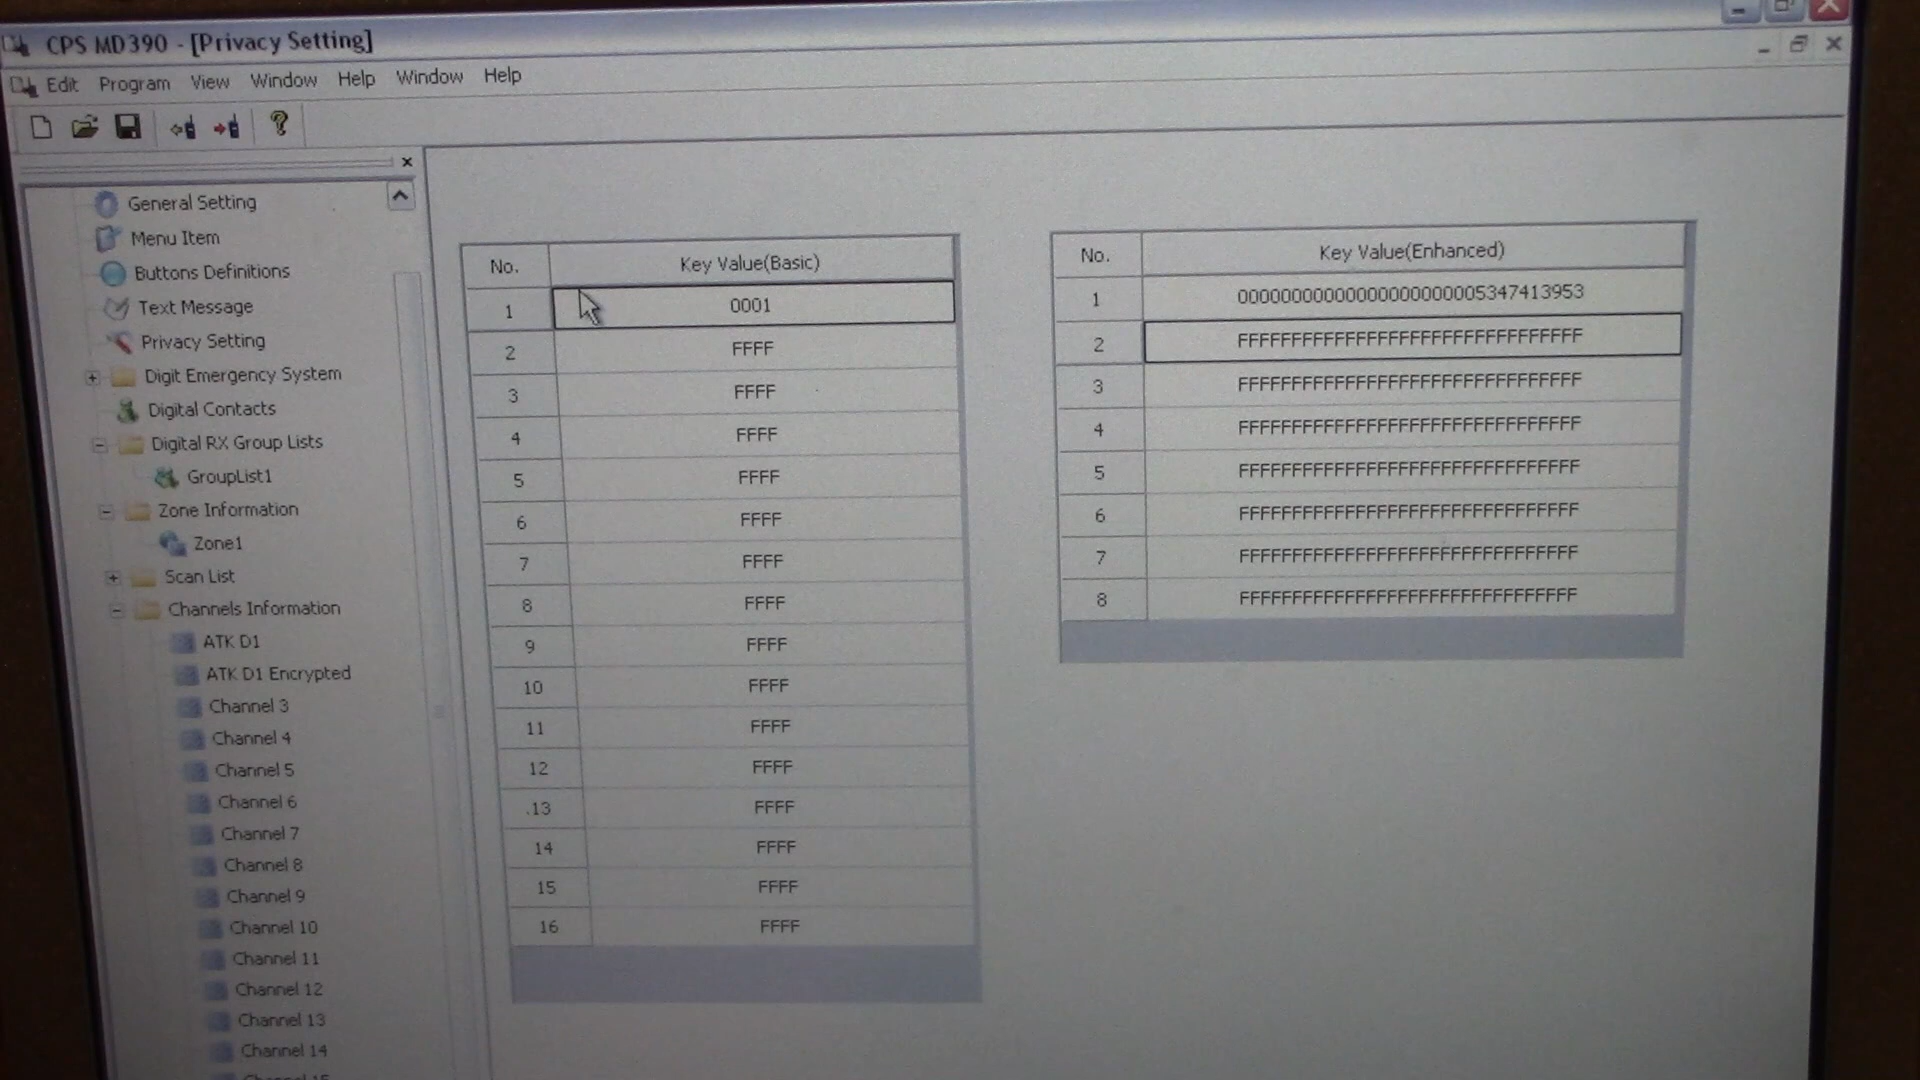 CPS MD390 - [Privacy Setting]
Edit Program View Window Help Window Help
General Setting
Menu Item
Buttons Definitions
Text Message
Privacy Setting
Digit Emergency System
Digital Contacts
Digital RX Group Lists
GroupList1
Zone Information
Zone1
Scan List
Channels Information
ATK D1
ATK D1 Encrypted
Channel 3
Channel 4
Channel 5
Channel 6
Channel 7
Channel 8
Channel 9
Channel 10
Channel 11
Channel 12
Channel 13
Channel 14
No. Key Value(Basic)
1 0001
2 FFFF
3 FFFF
4 FFFF
5 FFFF
6 FFFF
7 FFFF
8 FFFF
9 FFFF
10 FFFF
11 FFFF
12 FFFF
13 FFFF
14 FFFF
15 FFFF
16 FFFF
No. Key Value(Enhanced)
1 00000000000000000000005347413953
2 FFFFFFFFFFFFFFFFFFFFFFFFFFFFFFFF
3 FFFFFFFFFFFFFFFFFFFFFFFFFFFFFFFF
4 FFFFFFFFFFFFFFFFFFFFFFFFFFFFFFFF
5 FFFFFFFFFFFFFFFFFFFFFFFFFFFFFFFF
6 FFFFFFFFFFFFFFFFFFFFFFFFFFFFFFFF
7 FFFFFFFFFFFFFFFFFFFFFFFFFFFFFFFF
8 FFFFFFFFFFFFFFFFFFFFFFFFFFFFFFFF